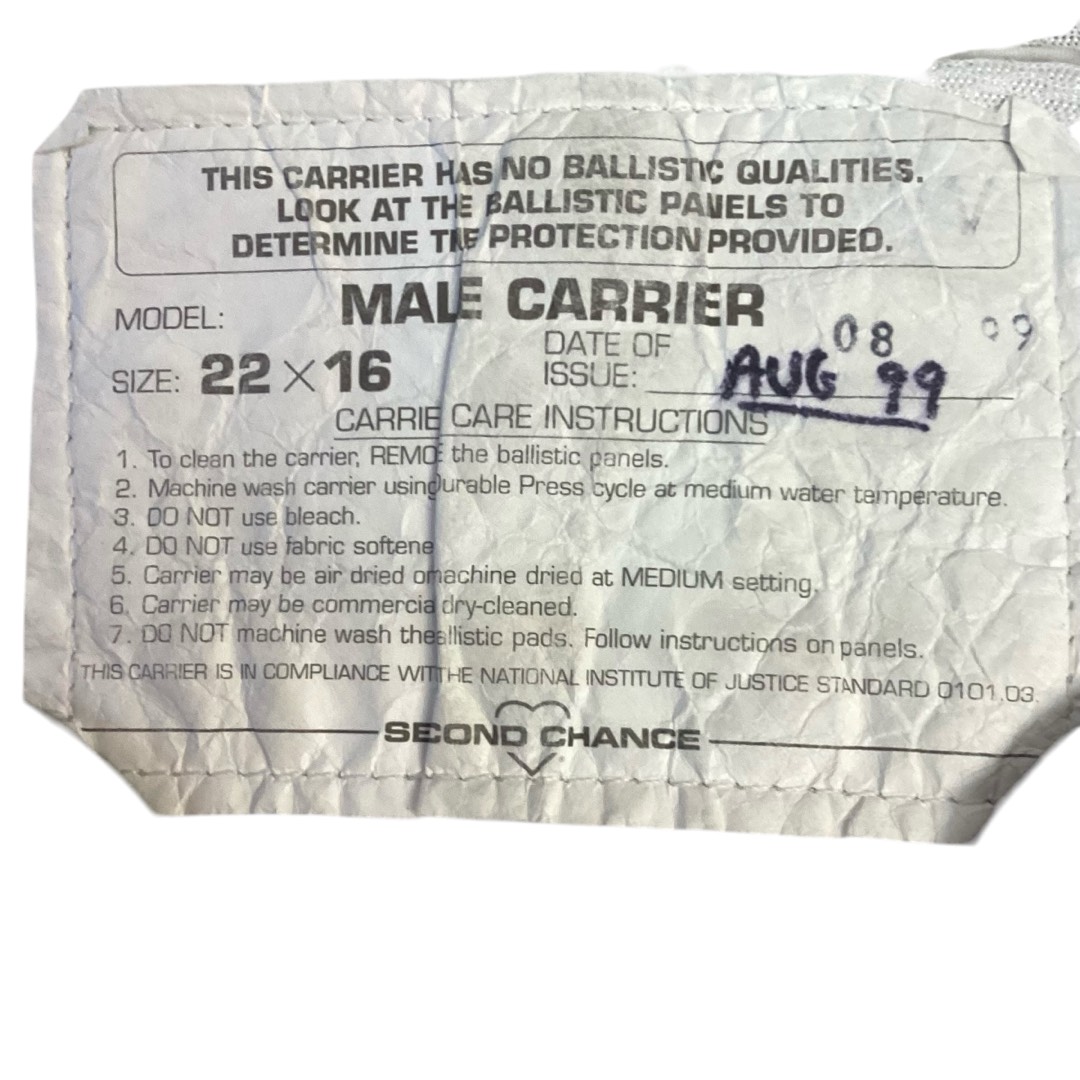 THIS CARRIER HAS NO BALLISTIC QUALITIES.
LOOK AT THE BALLISTIC PANELS TO
DETERMINE THE PROTECTION PROVIDED.
MODEL: MALE CARRIER
SIZE: 22 × 16 DATE OF ISSUE: AUG 99
08 09
CARRIE CARE INSTRUCTIONS
1. To clean the carrier, REMO the ballistic panels.
2. Machine wash carrier using urable Press cycle at medium water temperature.
3. DO NOT use bleach.
4. DO NOT use fabric softene
5. Carrier may be air dried or achine dried at MEDIUM setting.
6. Carrier may be commercia dry-cleaned.
7. DO NOT machine wash the allistic pads. Follow instructions on panels.
THIS CARRIER IS IN COMPLIANCE WIT THE NATIONAL INSTITUTE OF JUSTICE STANDARD 0101.03.
SECOND CHANCE